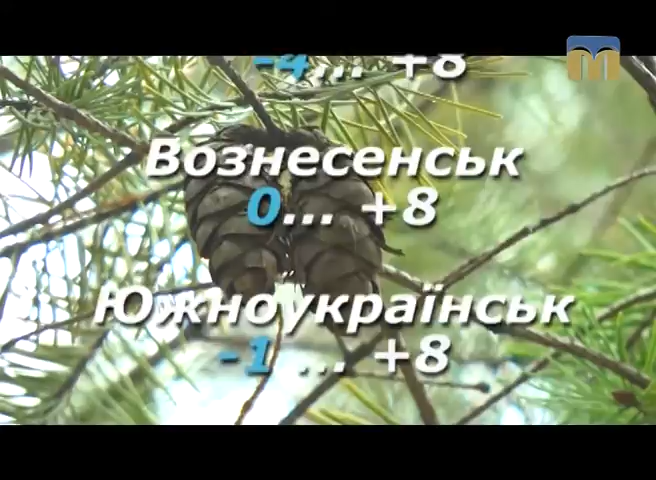 -4... +8
Вознесенськ
0... +8
Южноукраїнськ
-1 ... +8